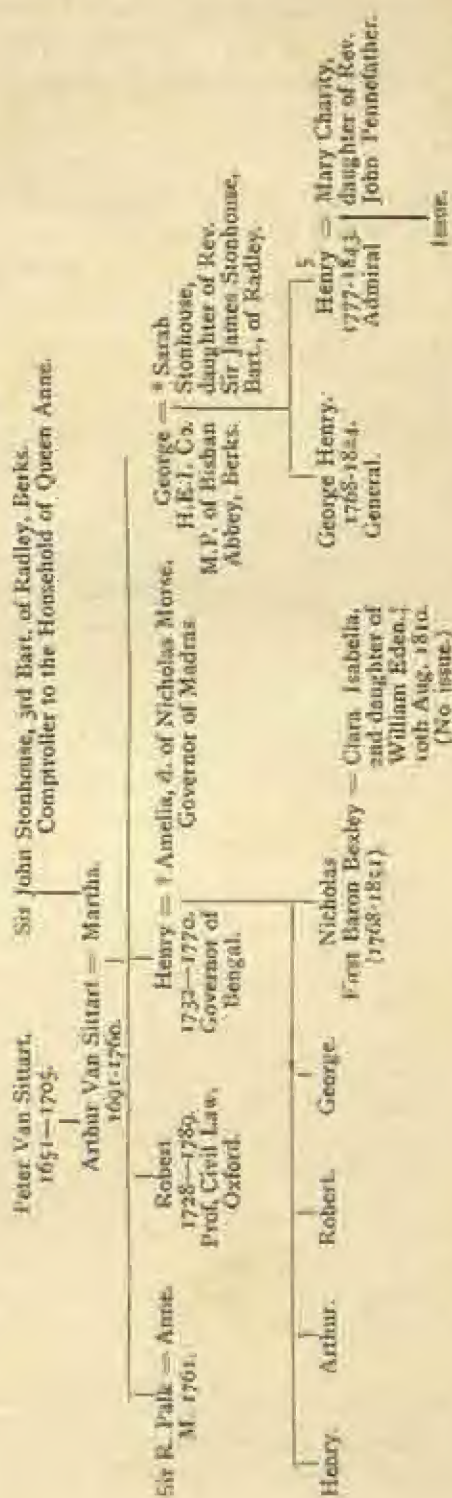 Peter Van Sittart,
1651—1705.
Sir John Stonhouse, 3rd Bart. of Radley, Berks.
Comptroller to the Household of Queen Anne.
Arthur Van Sittart = Martha.
1691-1760.
Sir R. Palk = Anne.
M. 1761.
Robert
1728—1789.
Prof. Civil Law,
Oxford.
Henry = † Amelia, d. of Nicholas Morse,
1732—1770. Governor of Madras
Governor of
Bengal.
George = * Sarah
H.E.I. Co. Stonhouse,
M.P. of Bisham daughter of Rev.
Abbey, Berks. Sir James Stonhouse,
Bart., of Radley.
Henry.
Arthur.
Robert.
George.
Nicholas = Clara Isabella,
First Baron Bexley 2nd daughter of
(1768-1851) William Eden,
10th Aug. 1810.
(No issue.)
George Henry.
1768-1824.
General.
§
Henry = Mary Charity,
1777-1843. daughter of Rev.
Admiral John Pennefather.
Issue.